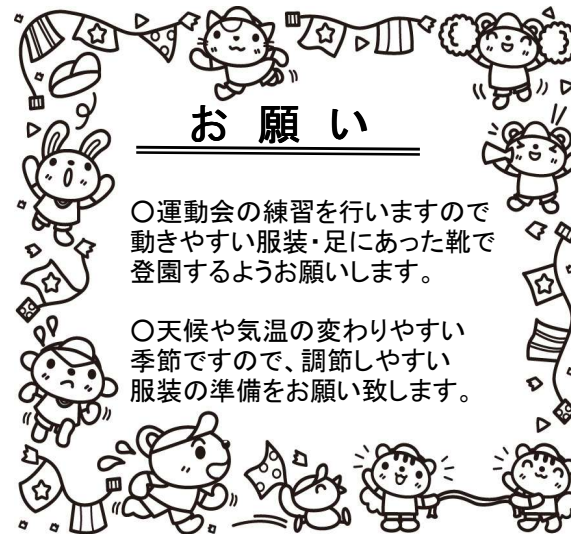 お 願 い
〇運動会の練習を行いますので
動きやすい服装・足にあった靴で
登園するようお願いします。
〇天候や気温の変わりやすい
季節ですので、調節しやすい
服装の準備をお願い致します。